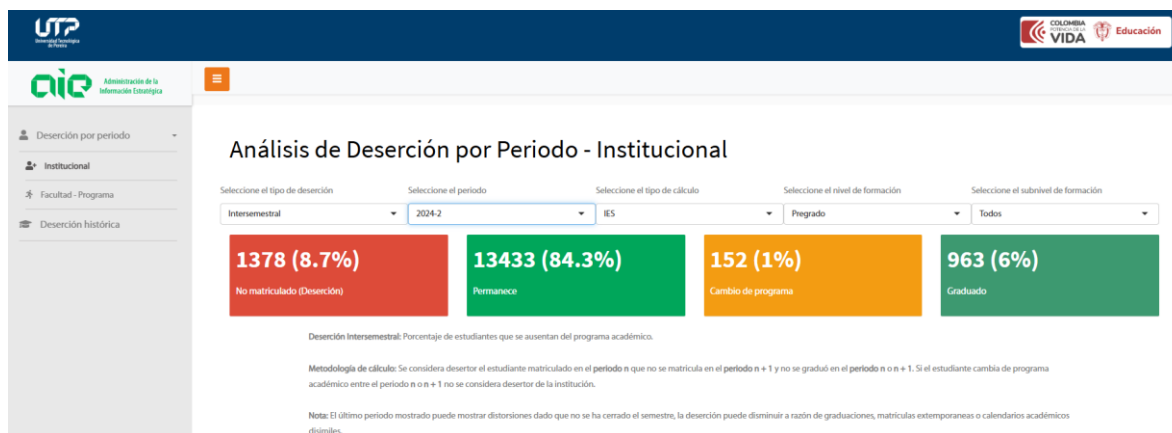 UTP
Universidad Tecnológica
de Pereira
COLOMBIA
POTENCIA DE LA
VIDA
Educación
aie
Administración de la
Información Estratégica
Deserción por periodo
Institucional
Facultad - Programa
Deserción histórica
Análisis de Deserción por Periodo - Institucional
Seleccione el tipo de deserción
Seleccione el periodo
Seleccione el tipo de cálculo
Seleccione el nivel de formación
Seleccione el subnivel de formación
Intersemestral
2024-2
IES
Pregrado
Todos
1378 (8.7%)
No matriculado (Deserción)
13433 (84.3%)
Permanece
152 (1%)
Cambio de programa
963 (6%)
Graduado
Deserción Intersemestral: Porcentaje de estudiantes que se ausentan del programa académico.
Metodología de cálculo: Se considera desertor el estudiante matriculado en el periodo n que no se matricula en el periodo n + 1 y no se graduó en el periodo n o n + 1. Si el estudiante cambia de programa
académico entre el periodo n o n + 1 no se considera desertor de la institución.
Nota: El último periodo mostrado puede mostrar distorsiones dado que no se ha cerrado el semestre, la deserción puede disminuir a razón de graduaciones, matrículas extemporaneas o calendarios académicos
disimiles.